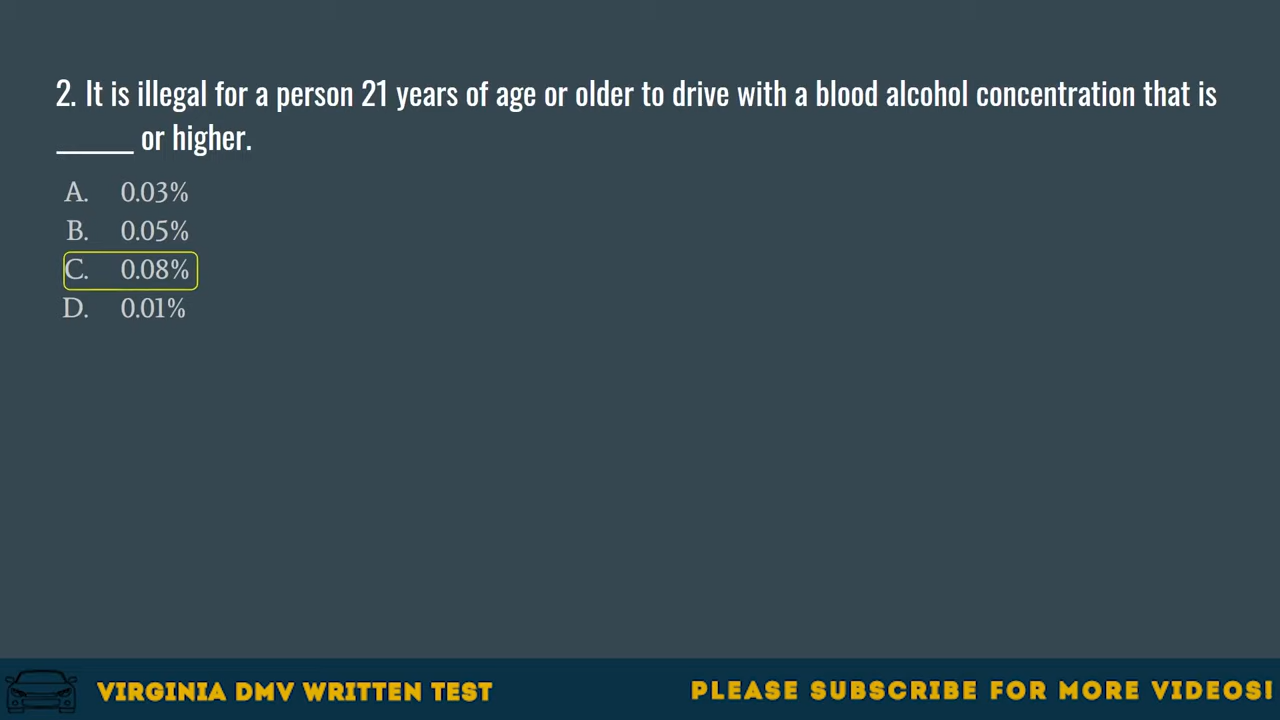 2. It is illegal for a person 21 years of age or older to drive with a blood alcohol concentration that is
______ or higher.
A. 0.03%
B. 0.05%
C. 0.08%
D. 0.01%
VIRGINIA DMV WRITTEN TEST
PLEASE SUBSCRIBE FOR MORE VIDEOS!